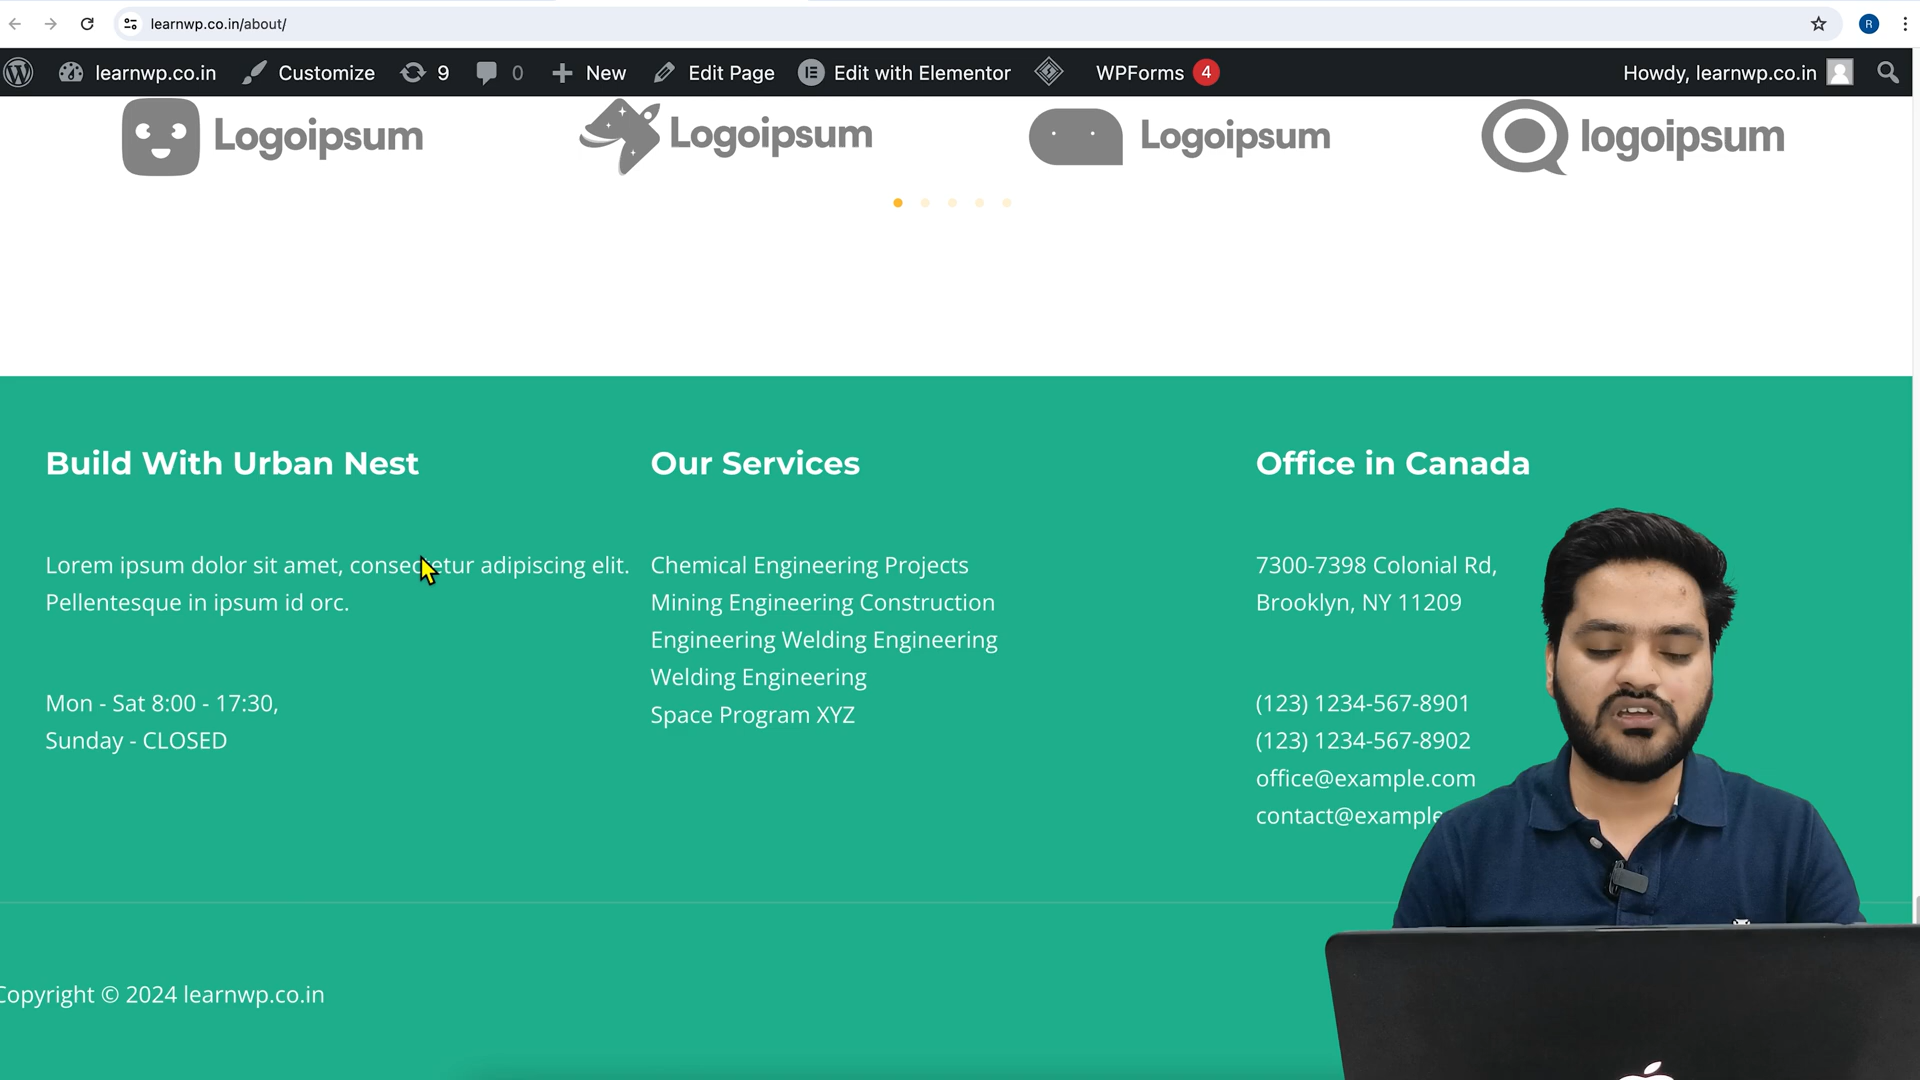 learnwp.co.in/about/
R
learnwp.co.in Customize 9 0 New Edit Page Edit with Elementor WPForms 4 Howdy, learnwp.co.in
Logoipsum Logoipsum Logoipsum logoipsum
Build With Urban Nest
Lorem ipsum dolor sit amet, consectetur adipiscing elit.
Pellentesque in ipsum id orc.
Mon - Sat 8:00 - 17:30,
Sunday - CLOSED
Our Services
Chemical Engineering Projects
Mining Engineering Construction
Engineering Welding Engineering
Welding Engineering
Space Program XYZ
Office in Canada
7300-7398 Colonial Rd,
Brooklyn, NY 11209
(123) 1234-567-8901
(123) 1234-567-8902
office@example.com
contact@example
Copyright © 2024 learnwp.co.in